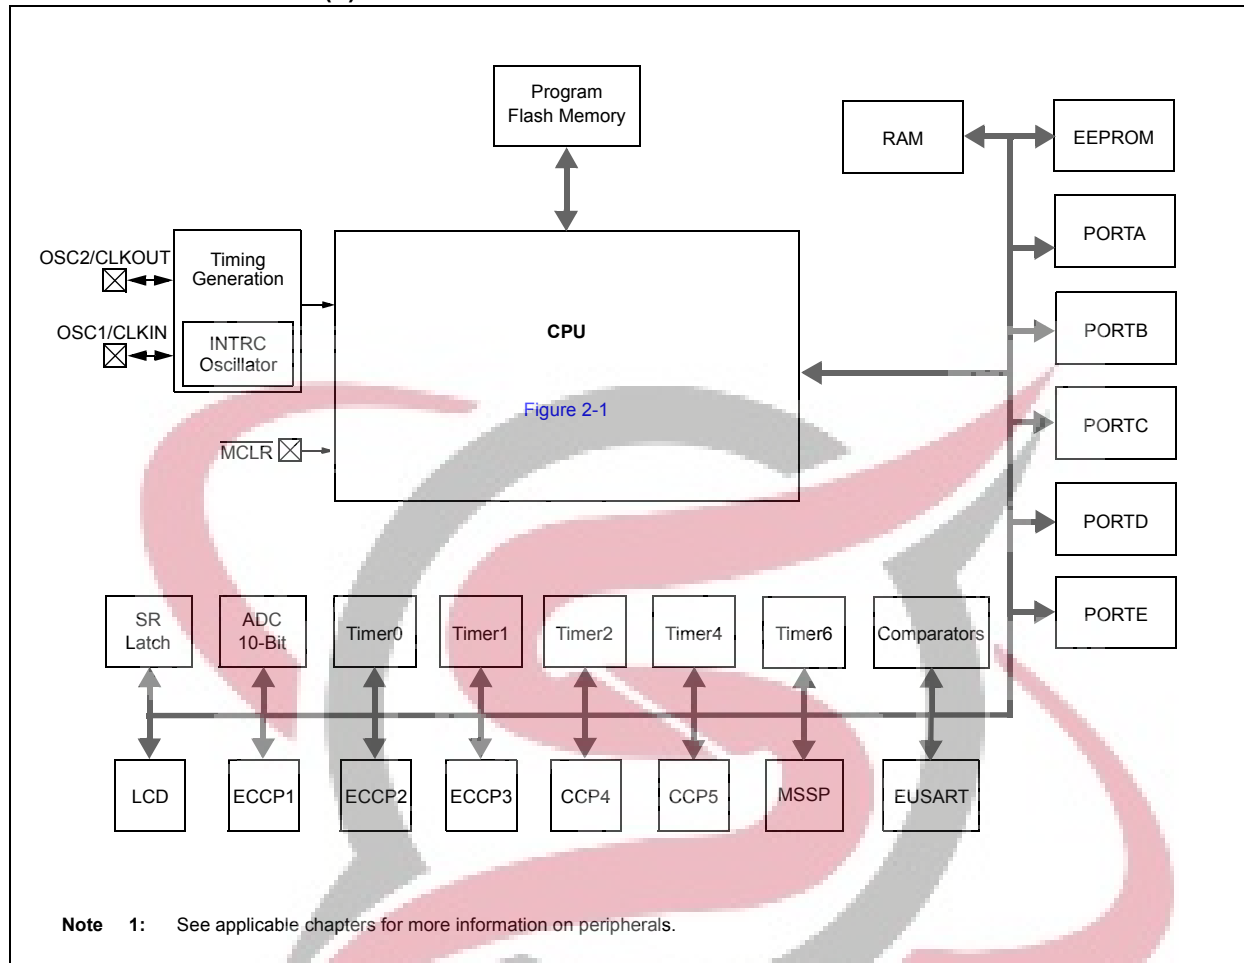 Program
Flash Memory
RAM
EEPROM
PORTA
OSC2/CLKOUT
Timing
Generation
OSC1/CLKIN
INTRC
Oscillator
CPU
PORTB
Figure 2-1
PORTC
MCLR
PORTD
SR
Latch
ADC
10-Bit
Timer0
Timer1
Timer2
Timer4
Timer6
Comparators
PORTE
LCD
ECCP1
ECCP2
ECCP3
CCP4
CCP5
MSSP
EUSART
Note 1: See applicable chapters for more information on peripherals.